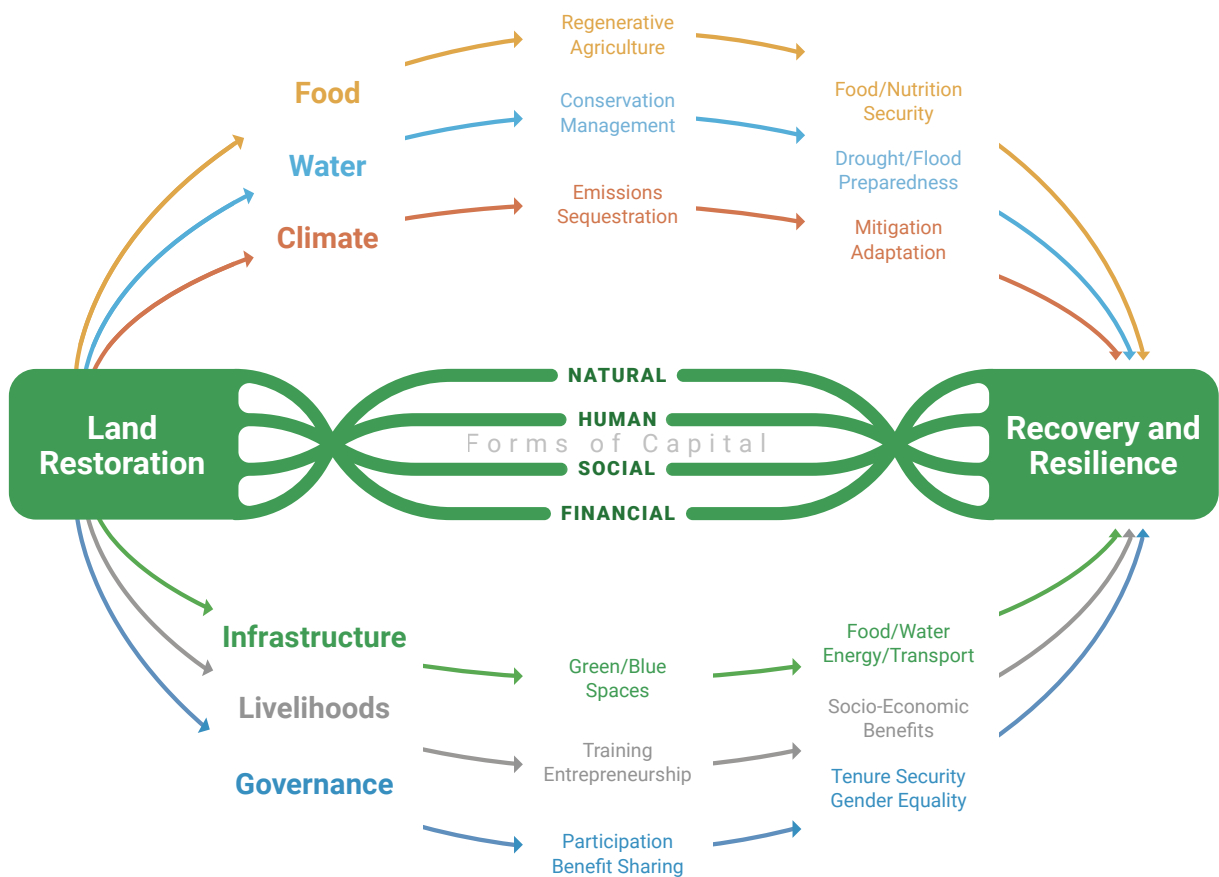 Regenerative
Agriculture
Food
Food/Nutrition
Security
Conservation
Management
Water
Drought/Flood
Preparedness
Emissions
Sequestration
Climate
Mitigation
Adaptation
Land
Restoration
NATURAL
HUMAN
Forms of Capital
SOCIAL
FINANCIAL
Recovery and
Resilience
Infrastructure
Green/Blue
Spaces
Food/Water
Energy/Transport
Livelihoods
Training
Entrepreneurship
Socio-Economic
Benefits
Governance
Participation
Benefit Sharing
Tenure Security
Gender Equality